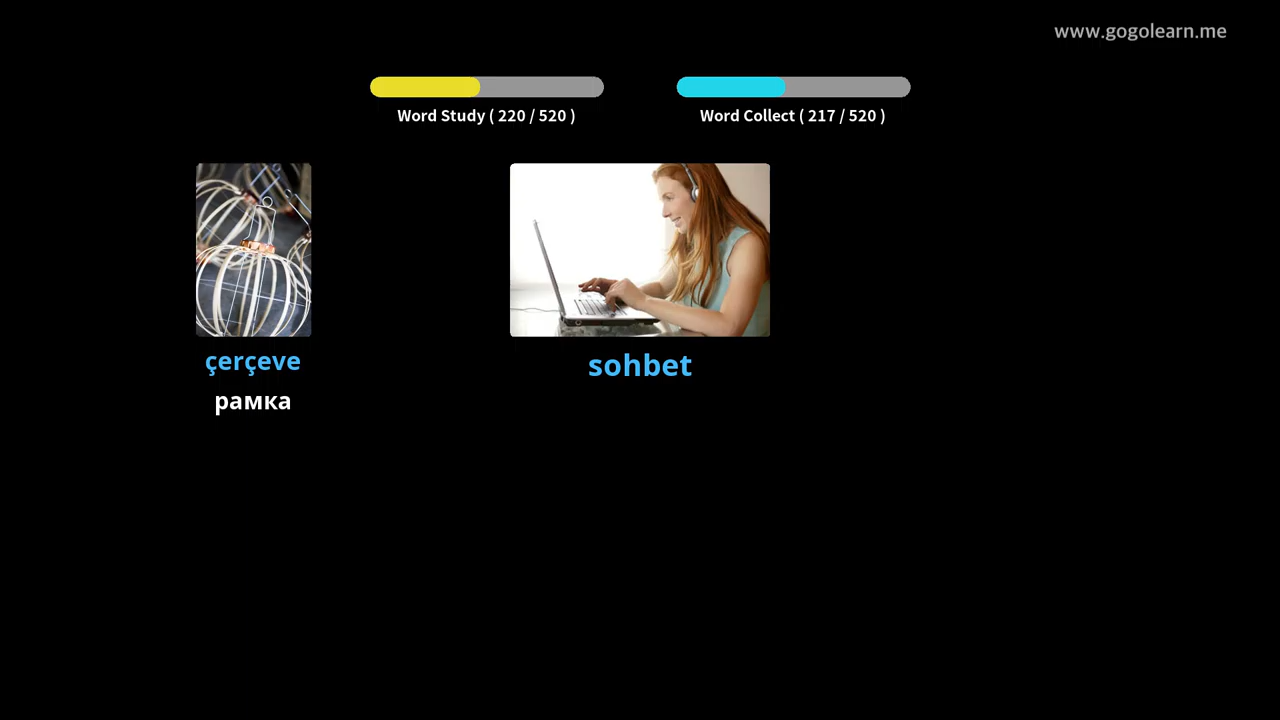 www.gogolearn.me
Word Study ( 220 / 520 )
Word Collect ( 217 / 520 )
çerçeve
рамка
sohbet